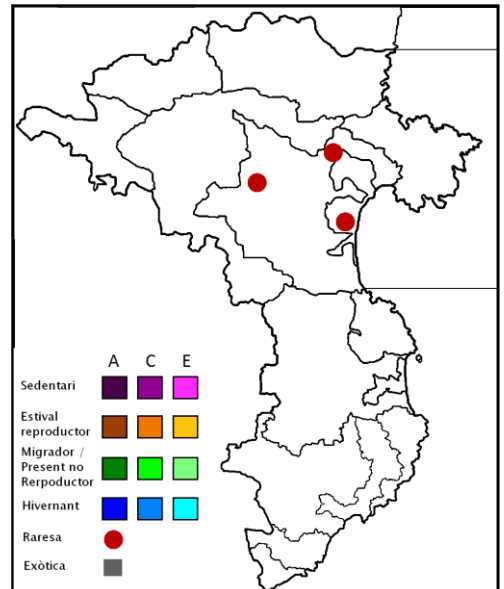 A C E
Sedentari
Estival
reproductor
Migrador /
Present no
Rerpoductor
Hivernant
Raresa
Exòtica